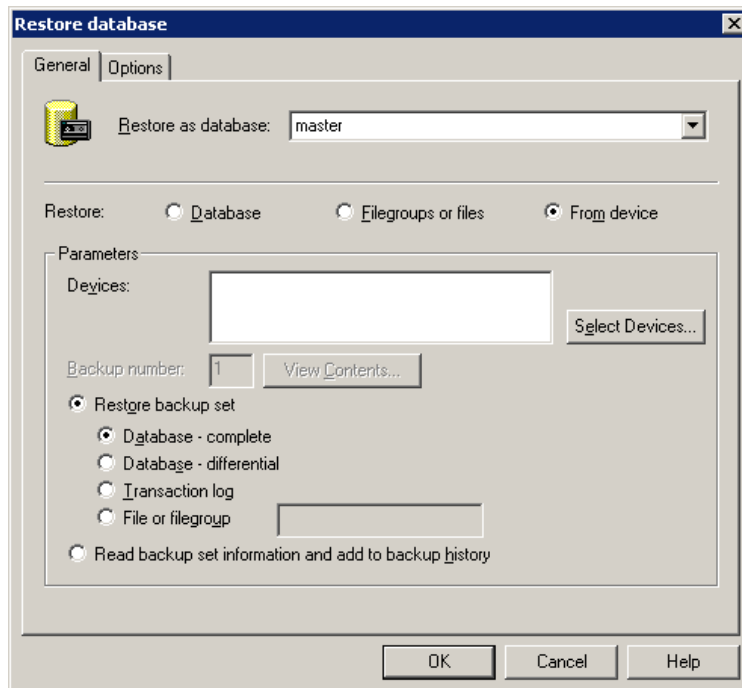 Restore database
General Options
Restore as database: master
Restore: Database Filegroups or files From device
Parameters
Devices:
Select Devices...
Backup number: 1 View Contents...
Restore backup set
Database - complete
Database - differential
Transaction log
File or filegroup
Read backup set information and add to backup history
OK Cancel Help